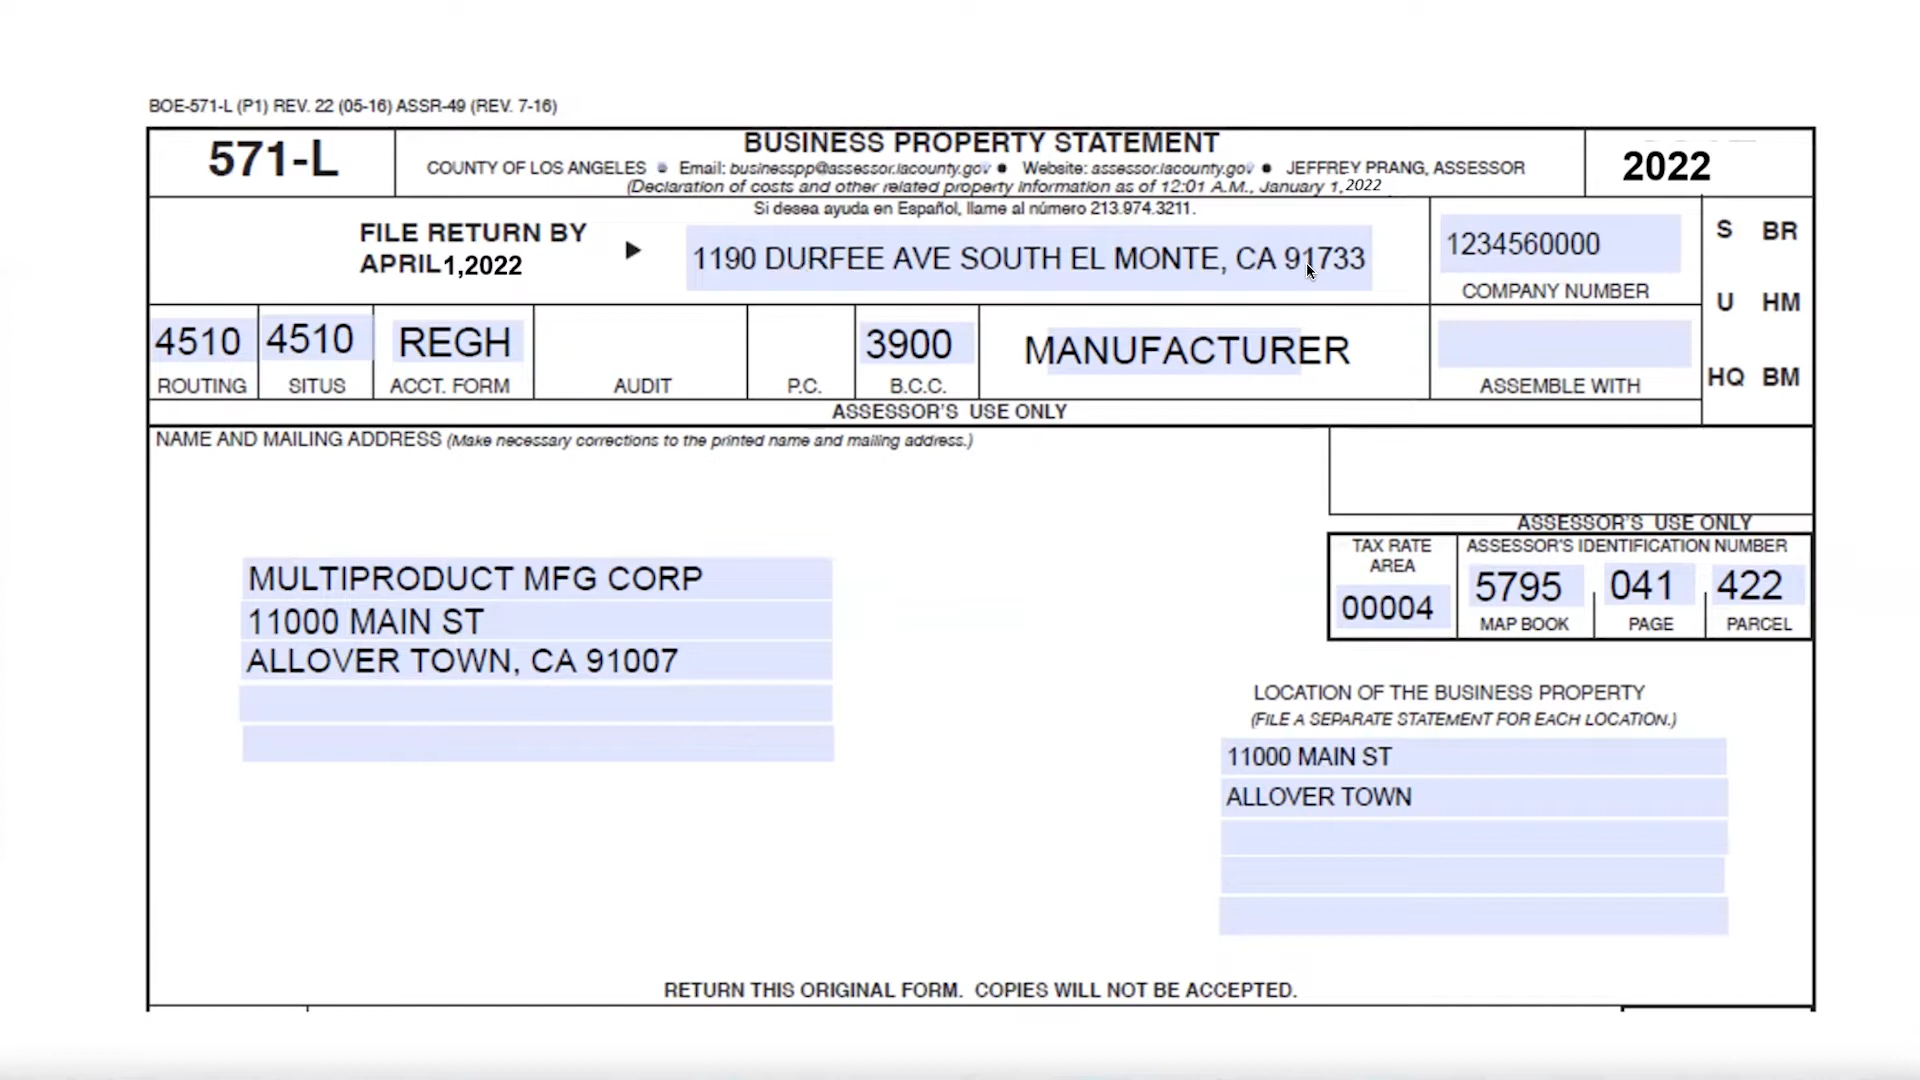 BOE-571-L (P1) REV. 22 (05-16) ASSR-49 (REV. 7-16)
571-L
BUSINESS PROPERTY STATEMENT
COUNTY OF LOS ANGELES • Email: businesspp@assessor.lacounty.gov • Website: assessor.lacounty.gov • JEFFREY PRANG, ASSESSOR
(Declaration of costs and other related property information as of 12:01 A.M., January 1, 2022
2022
Si desea ayuda en Español, llame al número 213.974.3211.
FILE RETURN BY
APRIL 1,2022
1190 DURFEE AVE SOUTH EL MONTE, CA 91733
1234560000
COMPANY NUMBER
S BR
U HM
HQ BM
4510 4510 REGH 3900 MANUFACTURER
ROUTING SITUS ACCT. FORM AUDIT P.C. B.C.C. ASSEMBLE WITH
ASSESSOR'S USE ONLY
NAME AND MAILING ADDRESS (Make necessary corrections to the printed name and mailing address.)
ASSESSOR'S USE ONLY
TAX RATE
AREA
00004
ASSESSOR'S IDENTIFICATION NUMBER
5795 041 422
MAP BOOK PAGE PARCEL
MULTIPRODUCT MFG CORP
11000 MAIN ST
ALLOVER TOWN, CA 91007
LOCATION OF THE BUSINESS PROPERTY
(FILE A SEPARATE STATEMENT FOR EACH LOCATION.)
11000 MAIN ST
ALLOVER TOWN
RETURN THIS ORIGINAL FORM. COPIES WILL NOT BE ACCEPTED.